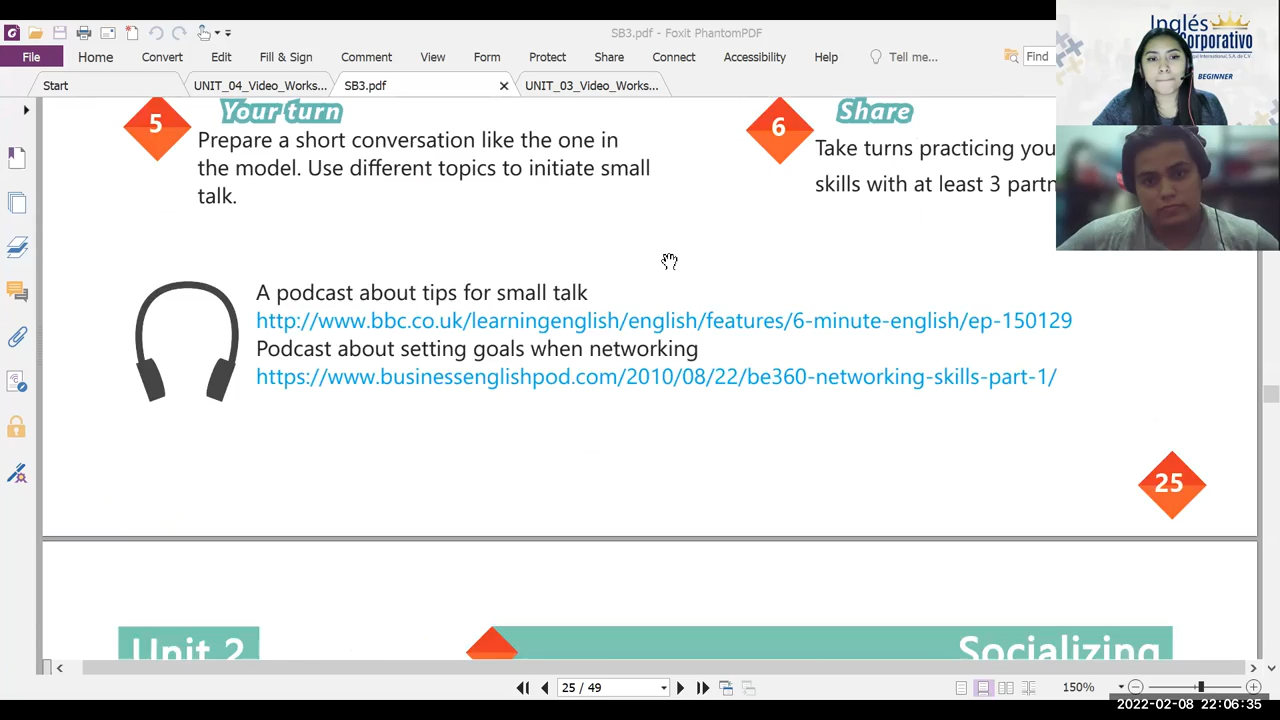 SB3.pdf - Foxit PhantomPDF
File Home Convert Edit Fill & Sign Comment View Form Protect Share Connect Accessibility Help Tell me... Find
Start UNIT_04_Video_Works... SB3.pdf UNIT_03_Video_Works...
Inglés
Corporativo
BEGINNER
5 Your turn
Prepare a short conversation like the one in
the model. Use different topics to initiate small
talk.
6 Share
Take turns practicing you
skills with at least 3 partn
A podcast about tips for small talk
http://www.bbc.co.uk/learningenglish/english/features/6-minute-english/ep-150129
Podcast about setting goals when networking
https://www.businessenglishpod.com/2010/08/22/be360-networking-skills-part-1/
25
Unit 2
Socializing
25 / 49
150%
2022-02-08 22:06:35